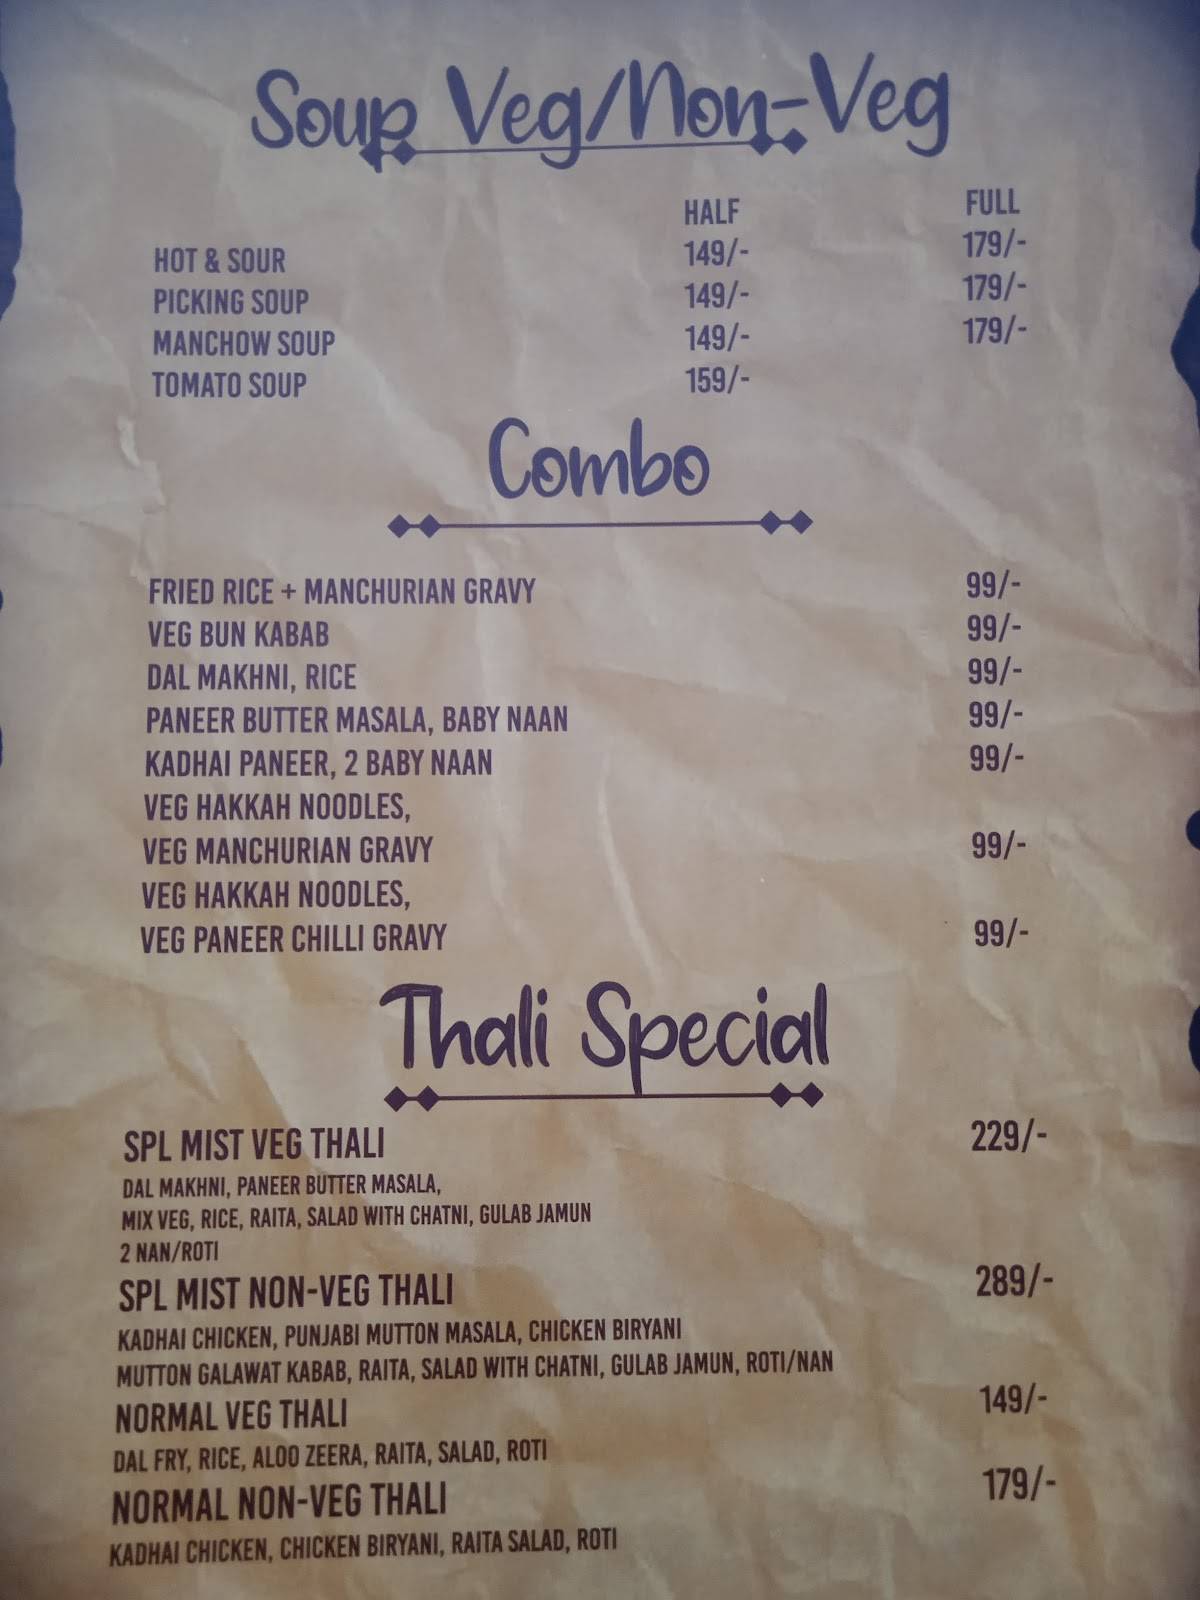 Soup Veg/Non-Veg
HALF FULL
HOT & SOUR 149/- 179/-
PICKING SOUP 149/- 179/-
MANCHOW SOUP 149/- 179/-
TOMATO SOUP 159/-
Combo
FRIED RICE + MANCHURIAN GRAVY 99/-
VEG BUN KABAB 99/-
DAL MAKHNI, RICE 99/-
PANEER BUTTER MASALA, BABY NAAN 99/-
KADHAI PANEER, 2 BABY NAAN 99/-
VEG HAKKAH NOODLES,
VEG MANCHURIAN GRAVY 99/-
VEG HAKKAH NOODLES,
VEG PANEER CHILLI GRAVY 99/-
Thali Special
SPL MIST VEG THALI 229/-
DAL MAKHNI, PANEER BUTTER MASALA,
MIX VEG, RICE, RAITA, SALAD WITH CHATNI, GULAB JAMUN
2 NAN/ROTI
SPL MIST NON-VEG THALI 289/-
KADHAI CHICKEN, PUNJABI MUTTON MASALA, CHICKEN BIRYANI
MUTTON GALAWAT KABAB, RAITA, SALAD WITH CHATNI, GULAB JAMUN, ROTI/NAN
NORMAL VEG THALI 149/-
DAL FRY, RICE, ALOO ZEERA, RAITA, SALAD, ROTI
NORMAL NON-VEG THALI 179/-
KADHAI CHICKEN, CHICKEN BIRYANI, RAITA SALAD, ROTI